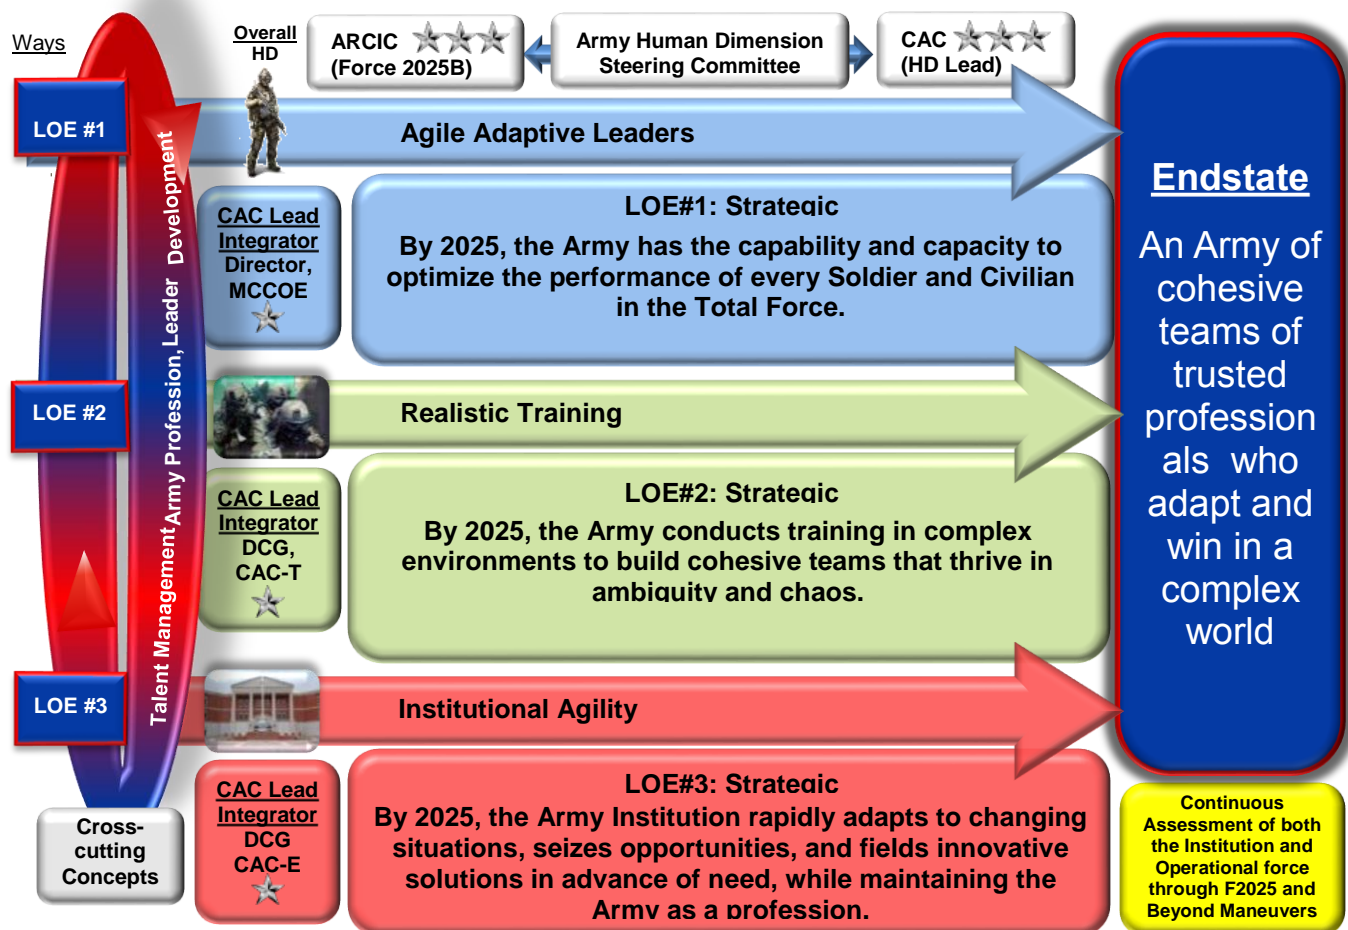 Ways
Overall
HD
ARCIC
(Force 2025B)
Army Human Dimension
Steering Committee
CAC
(HD Lead)
LOE #1
Agile Adaptive Leaders
CAC Lead
Integrator
Director,
MCCOE
LOE#1: Strategic
By 2025, the Army has the capability and capacity to
optimize the performance of every Soldier and Civilian
in the Total Force.
LOE #2
Realistic Training
CAC Lead
Integrator
DCG,
CAC-T
LOE#2: Strategic
By 2025, the Army conducts training in complex
environments to build cohesive teams that thrive in
ambiguity and chaos.
LOE #3
Institutional Agility
CAC Lead
Integrator
DCG
CAC-E
LOE#3: Strategic
By 2025, the Army Institution rapidly adapts to changing
situations, seizes opportunities, and fields innovative
solutions in advance of need, while maintaining the
Army as a profession.
Talent Management Army Profession, Leader Development
Cross-
cutting
Concepts
Endstate
An Army of
cohesive
teams of
trusted
profession
als who
adapt and
win in a
complex
world
Continuous
Assessment of both
the Institution and
Operational force
through F2025 and
Beyond Maneuvers